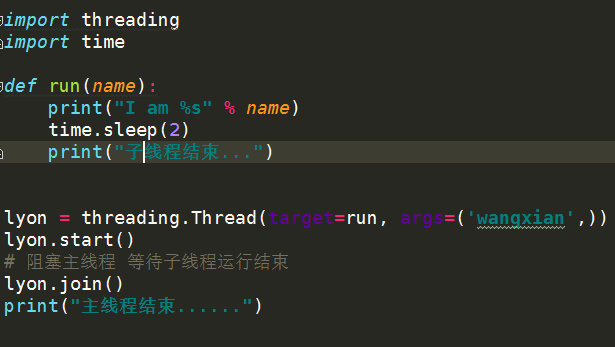 import threading
import time
def run(name):
    print("I am %s" % name)
    time.sleep(2)
    print("子线程结束...")
lyon = threading.Thread(target=run, args=('wangxian',))
lyon.start()
# 阻塞主线程 等待子线程运行结束
lyon.join()
print("主线程结束......")